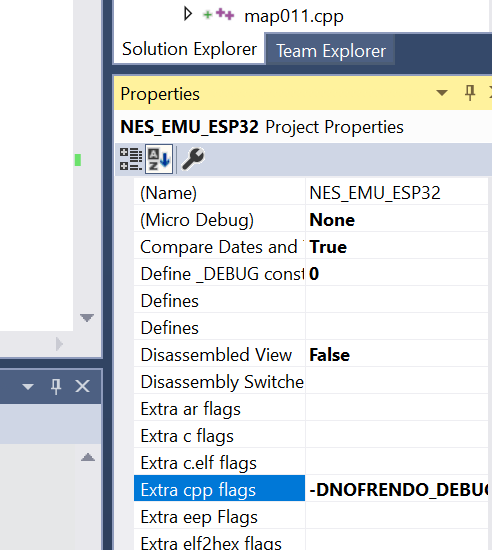 map011.cpp
Solution Explorer Team Explorer
Properties
NES_EMU_ESP32 Project Properties
(Name) NES_EMU_ESP32
(Micro Debug) None
Compare Dates and True
Define _DEBUG const 0
Defines
Defines
Disassembled View False
Disassembly Switche
Extra ar flags
Extra c flags
Extra c.elf flags
Extra cpp flags -DNOFRENDO_DEBUG
Extra eep Flags
Extra elf2hex flags